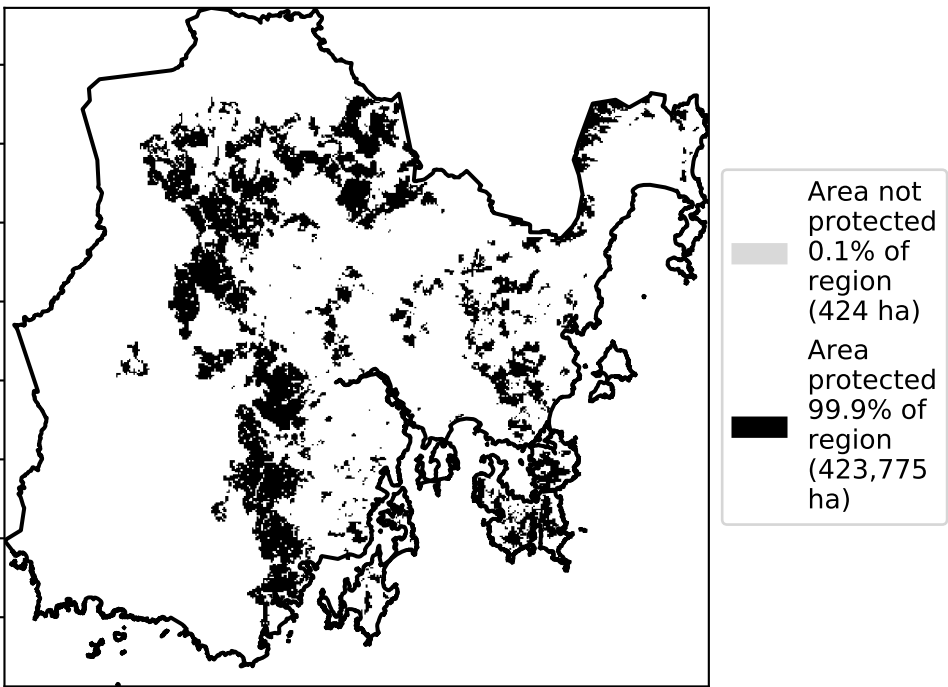 Area not
protected
0.1% of
region
(424 ha)
Area
protected
99.9% of
region
(423,775
ha)